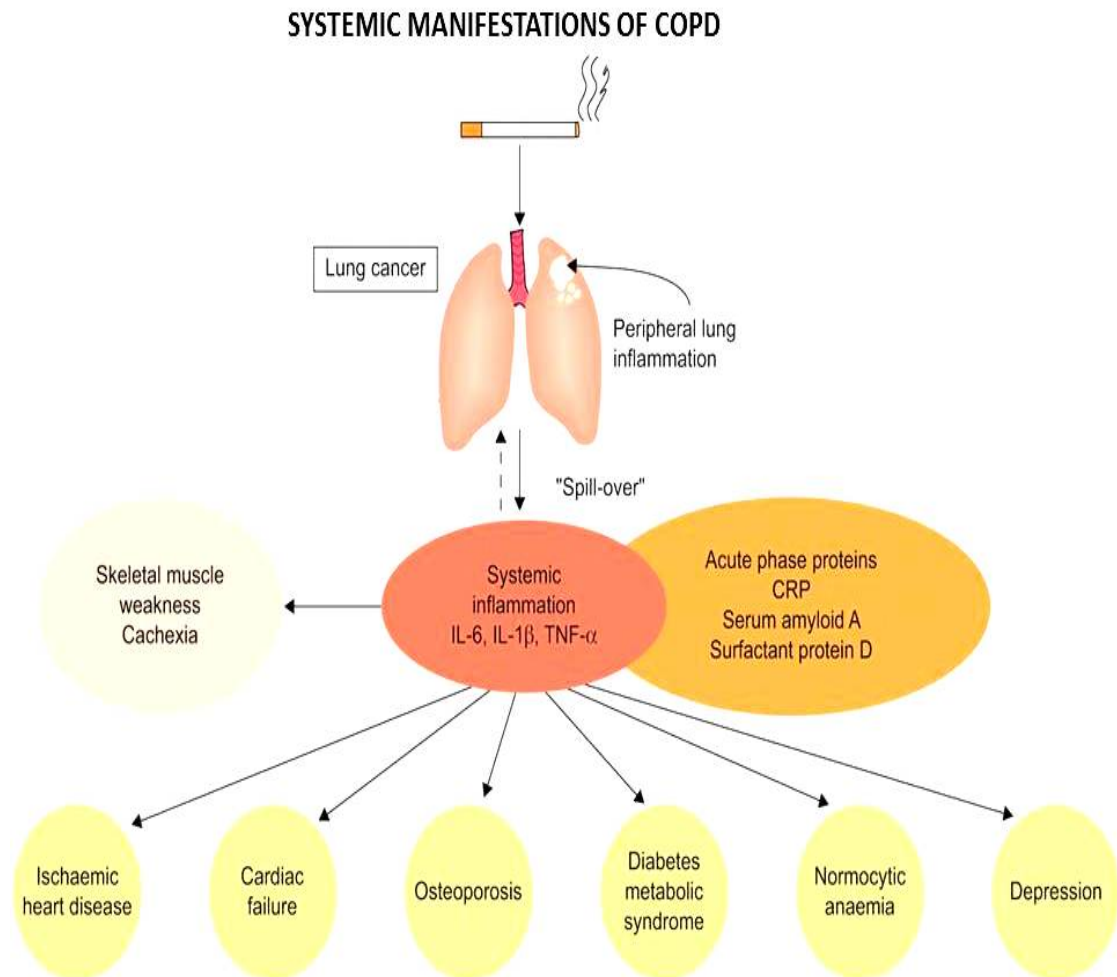 SYSTEMIC MANIFESTATIONS OF COPD
Lung cancer
Peripheral lung
inflammation
"Spill-over"
Skeletal muscle
weakness
Cachexia
Systemic
inflammation
IL-6, IL-1β, TNF-α
Acute phase proteins
CRP
Serum amyloid A
Surfactant protein D
Ischaemic
heart disease
Cardiac
failure
Osteoporosis
Diabetes
metabolic
syndrome
Normocytic
anaemia
Depression